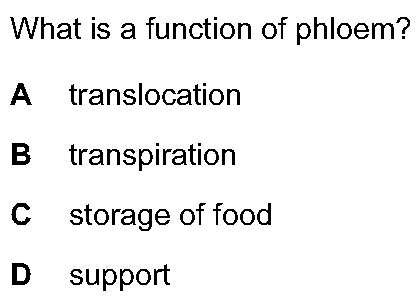 What is a function of phloem?
A translocation
B transpiration
C storage of food
D support